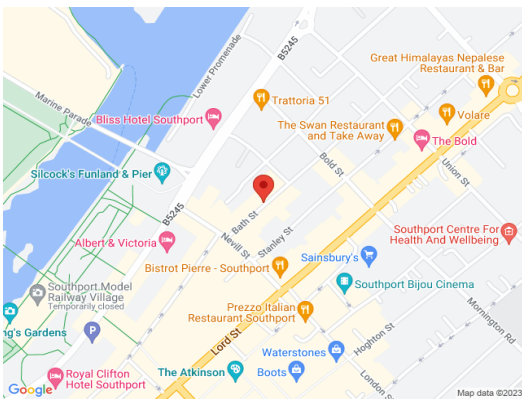 Great Himalayas Nepalese
Restaurant & Bar
Lower Promenade
B5245
Marine Parade
Trattoria 51
Bliss Hotel Southport
Volare
The Swan Restaurant
and Take Away
The Bold
Bold St
Union St
Silcock's Funland & Pier
B5245
Bath St
Nevill St
Stanley St
Southport Centre For
Health And Wellbeing
Albert & Victoria
Sainsbury's
Bistrot Pierre - Southport
Southport Bijou Cinema
Southport Model
Railway Village
Temporarily closed
Mornington Rd
Prezzo Italian
Restaurant Southport
ng's Gardens
P
Lord St
Hoghton St
Waterstones
The Atkinson
Boots
London St
Royal Clifton
Hotel Southport
Google
Map data ©2023